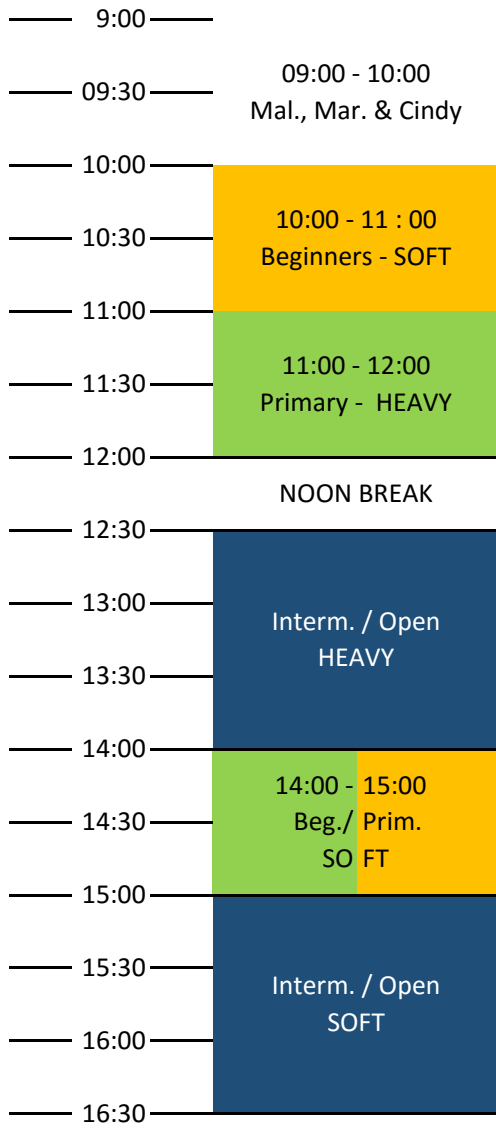 9:00
09:00 - 10:00
09:30
Mal., Mar. & Cindy
10:00
10:00 - 11 : 00
10:30
Beginners - SOFT
11:00
11:00 - 12:00
11:30
Primary -  HEAVY
12:00
NOON BREAK
12:30
13:00
Interm. / Open
HEAVY
13:30
14:00
14:00 - 15:00
14:30
Beg./ Prim.
SO FT
15:00
15:30
Interm. / Open
SOFT
16:00
16:30